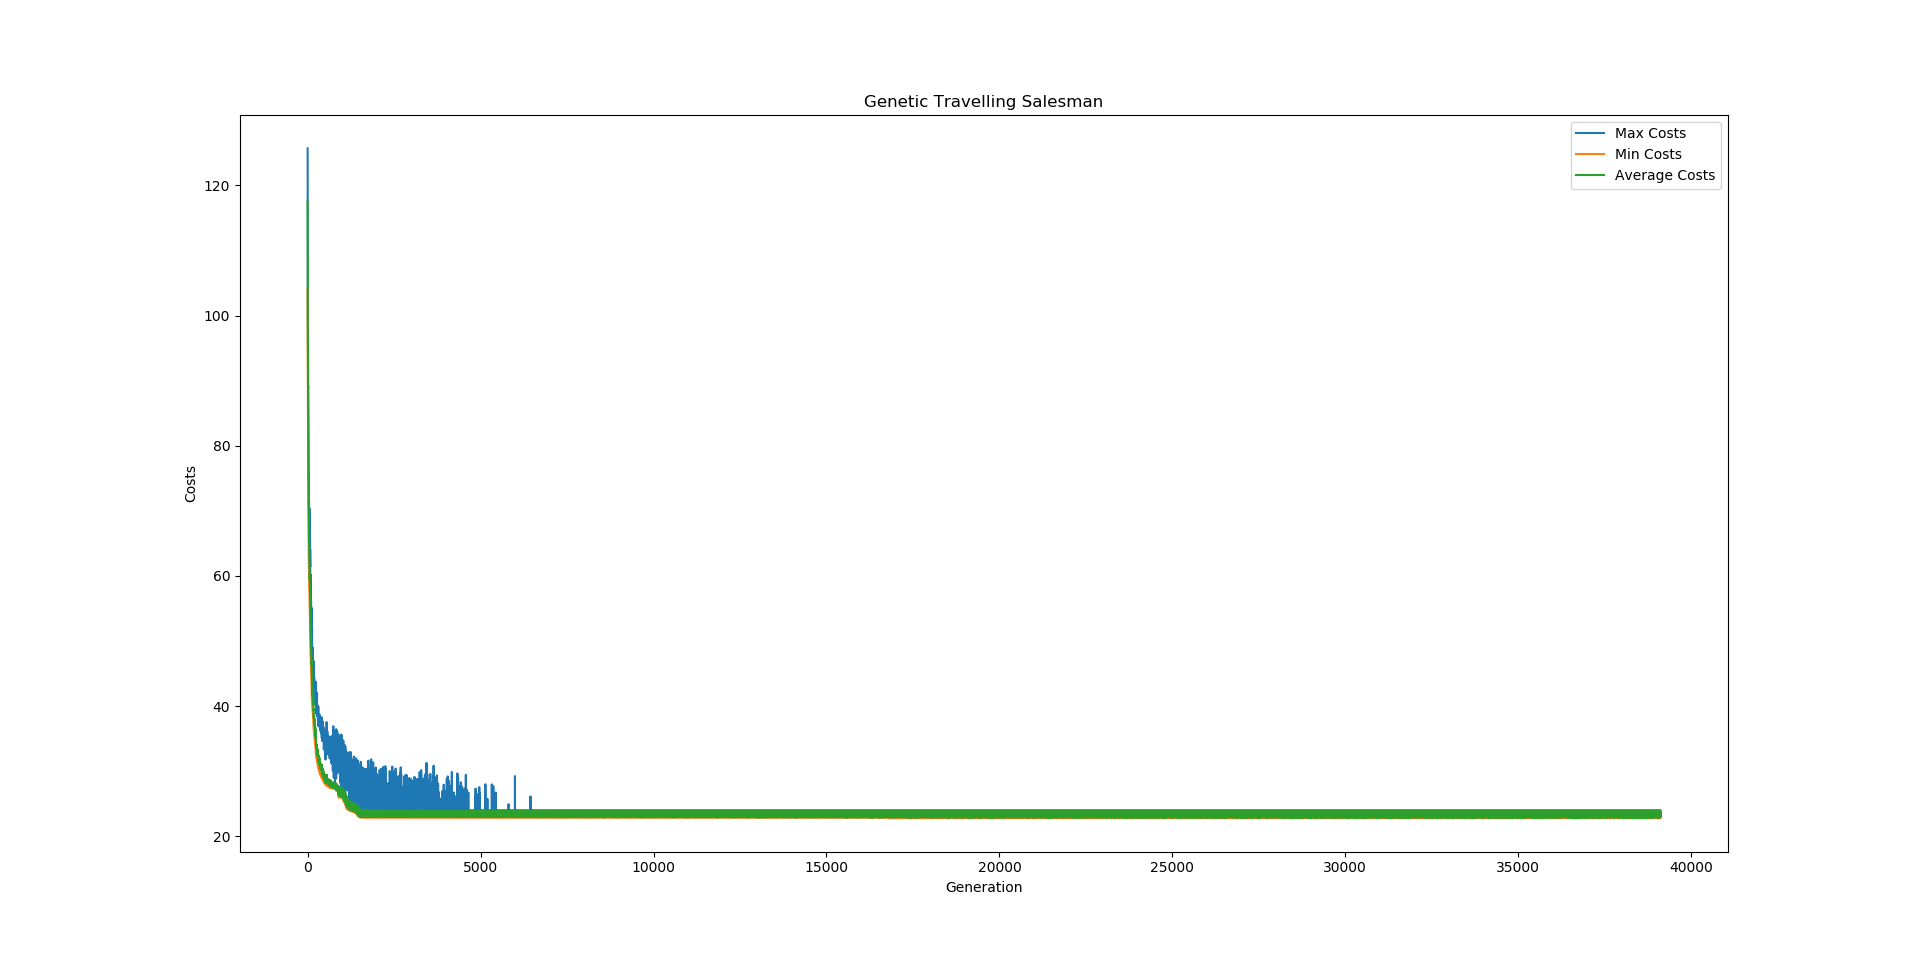 Genetic Travelling Salesman
Max Costs
Min Costs
Average Costs
120
100
80
60
40
20
Costs
0 5000 10000 15000 20000 25000 30000 35000 40000
Generation